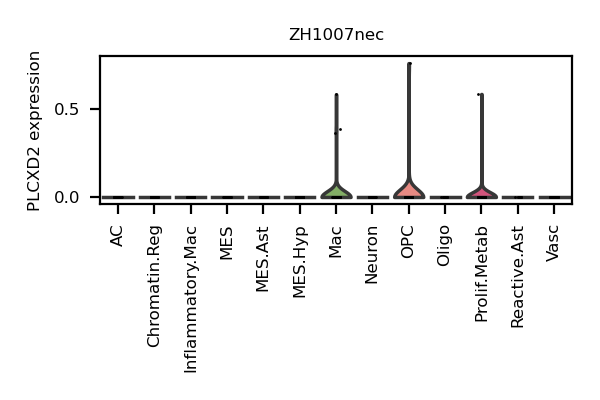 ZH1007nec
PLCXD2 expression
0.5
0.0
AC
Chromatin.Reg
Inflammatory.Mac
MES
MES.Ast
MES.Hyp
Mac
Neuron
OPC
Oligo
Prolif.Metab
Reactive.Ast
Vasc